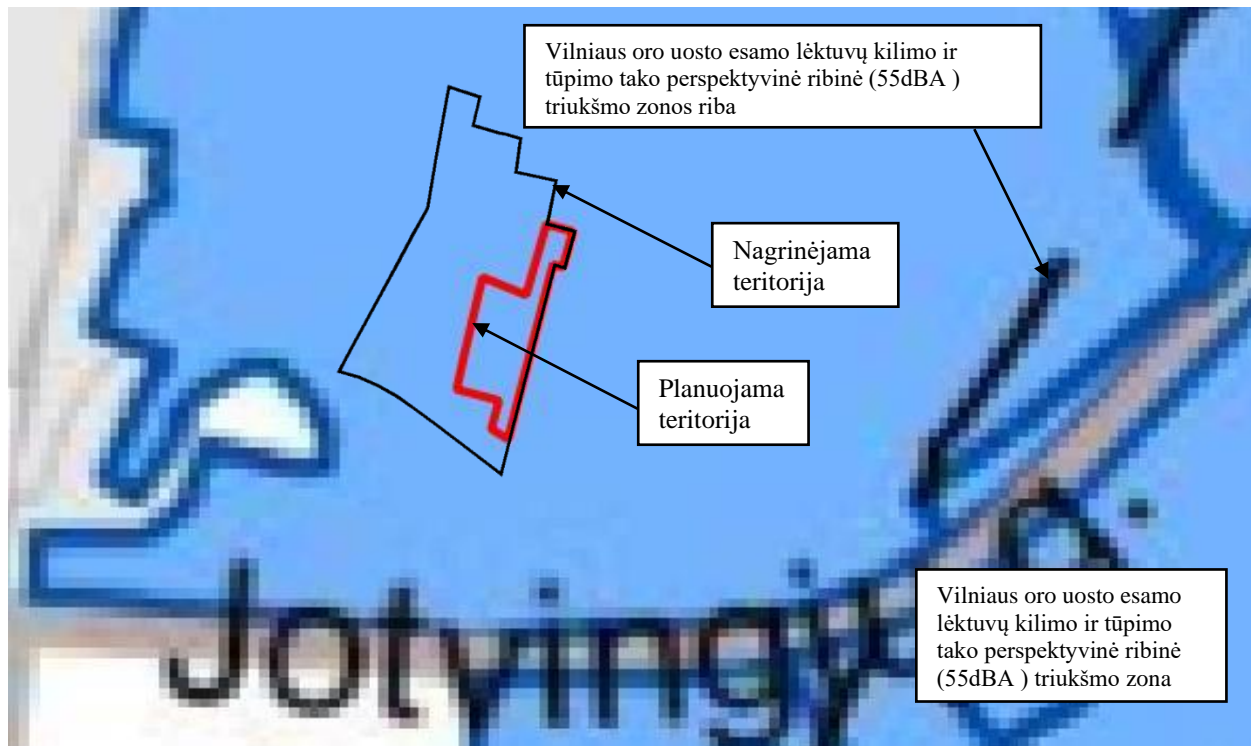 Vilniaus oro uosto esamo lėktuvų kilimo ir
tūpimo tako perspektyvinė ribinė (55dBA )
triukšmo zonos riba
Nagrinėjama
teritorija
Planuojama
teritorija
Vilniaus oro uosto esamo
lėktuvų kilimo ir tūpimo
tako perspektyvinė ribinė
(55dBA ) triukšmo zona